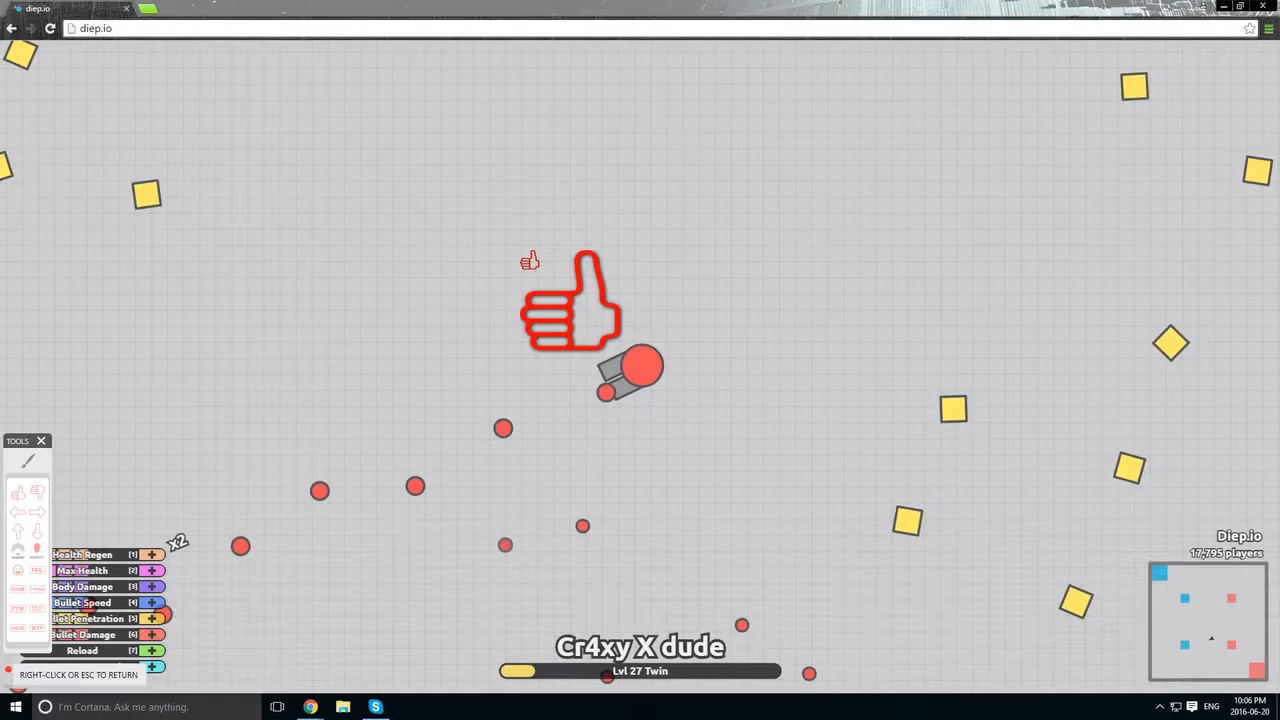 diep.io
diep.io
TOOLS
FAIL
x2
Health Regen [1]
Max Health [2]
Body Damage [3]
Bullet Speed [4]
llet Penetration [5]
Bullet Damage [6]
Reload [7]
RIGHT-CLICK OR ESC TO RETURN
Diep.io
17,795 players
Cr4xy X dude
Lvl 27 Twin
I'm Cortana. Ask me anything.
ENG
10:06 PM
2016-06-20